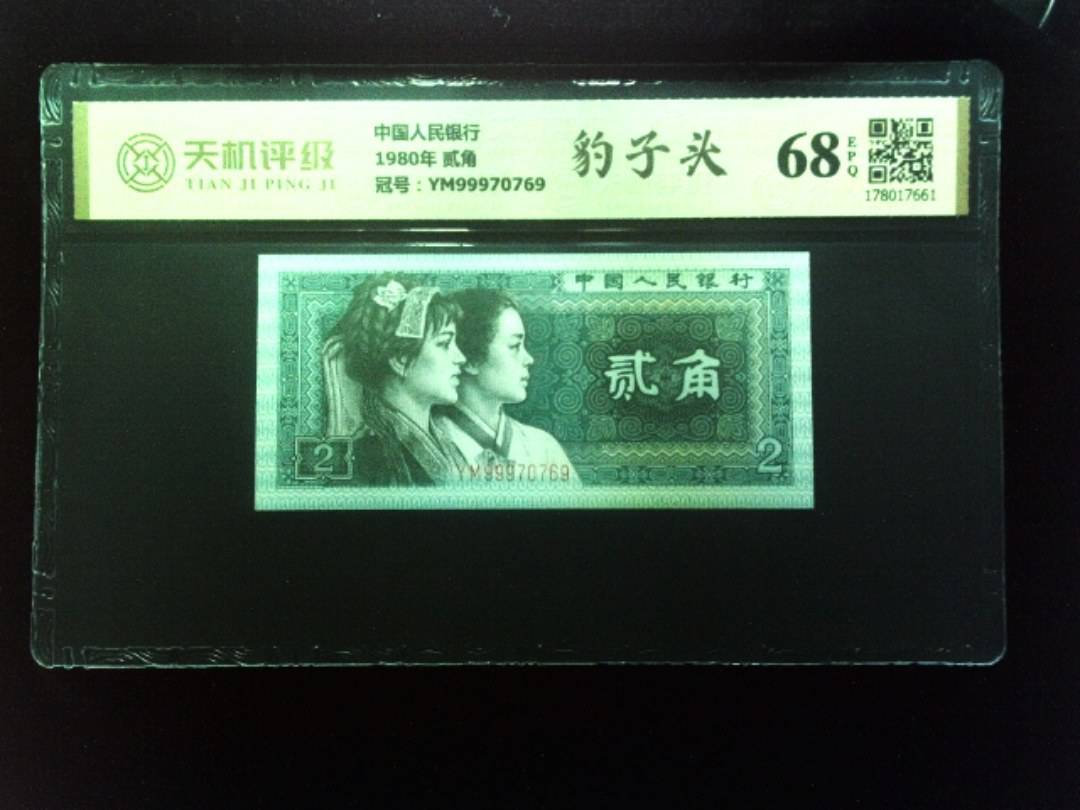 天机评级
TIAN JI PING JI
中国人民银行
1980年 贰角
冠号：YM99970769
豹子头
68
EPQ
178017661
中国人民银行
贰角
2
2
YM99970769